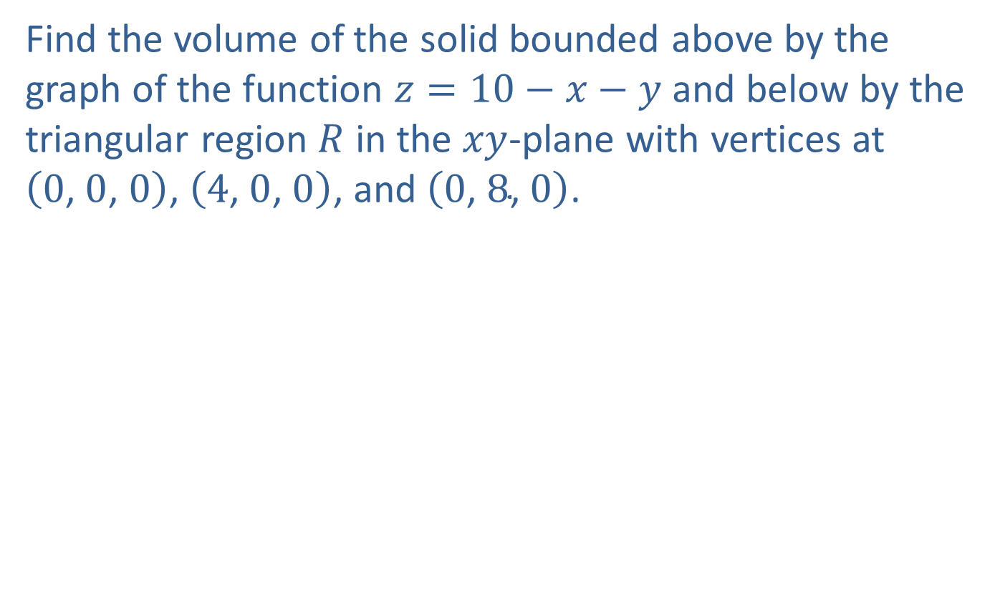 Find the volume of the solid bounded above by the
graph of the function 𝑧 = 10 − 𝑥 − 𝑦 and below by the
triangular region 𝑅 in the 𝑥𝑦-plane with vertices at
(0, 0, 0), (4, 0, 0), and (0, 8, 0).